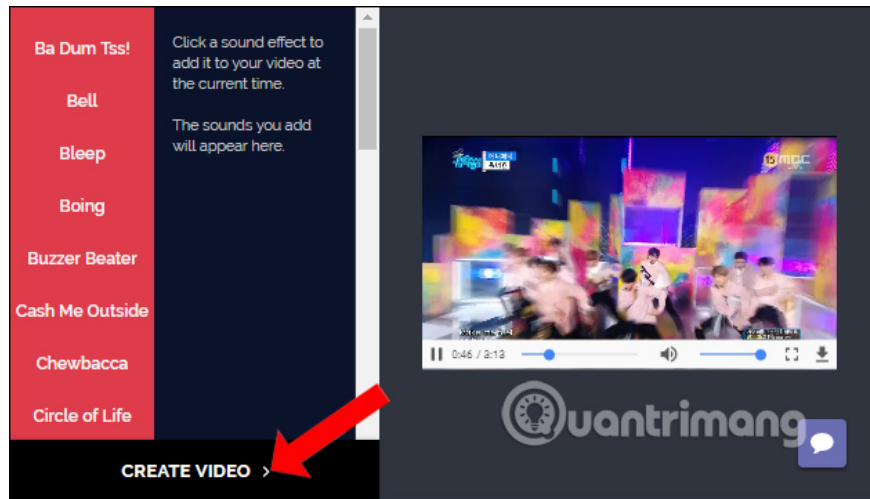 Ba Dum Tss!
Bell
Bleep
Boing
Buzzer Beater
Cash Me Outside
Chewbacca
Circle of Life
Click a sound effect to
add it to your video at
the current time.
The sounds you add
will appear here.
CREATE VIDEO >
15 MBC
0:46 / 3:13
Quantrimang